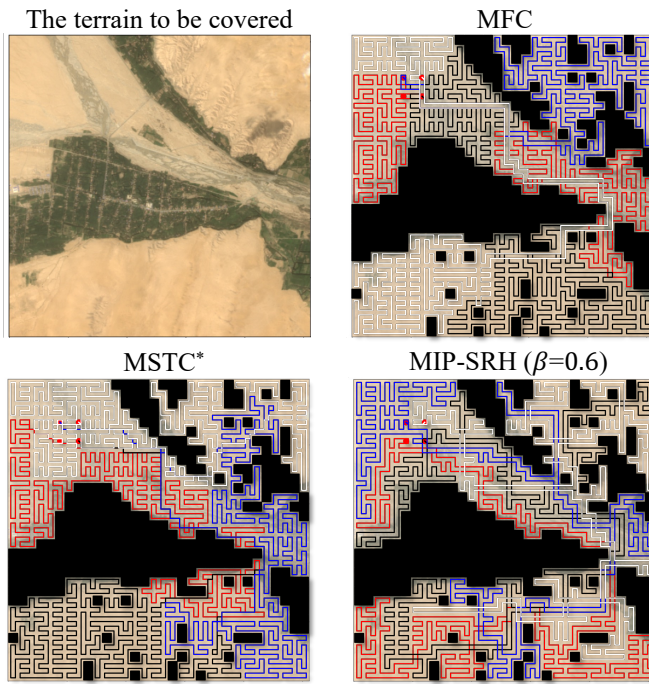 The terrain to be covered
MFC
MSTC*
MIP-SRH (β=0.6)